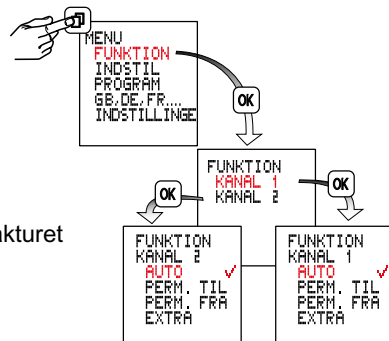 MENU
FUNKTION
INDSTIL
PROGRAM
GB,DE,FR....
INDSTILLINGE
OK
FUNKTION
KANAL 1
KANAL 2
OK
OK
akturet
FUNKTION
KANAL 2
AUTO ✓
PERM. TIL
PERM. FRA
EXTRA
FUNKTION
KANAL 1
AUTO ✓
PERM. TIL
PERM. FRA
EXTRA